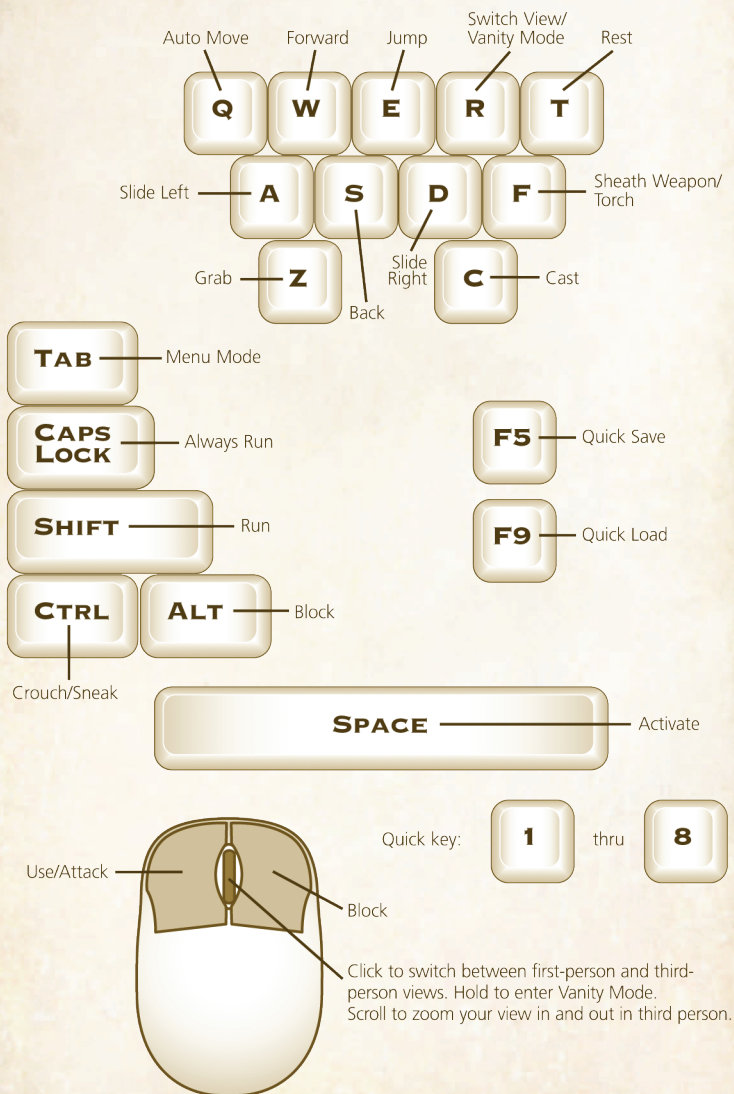 Auto Move
Forward
Jump
Switch View/
Vanity Mode
Rest
Q
W
E
R
T
Slide Left
A
S
D
F
Sheath Weapon/
Torch
Grab
Z
Back
Slide
Right
C
Cast
TAB
Menu Mode
CAPS
LOCK
Always Run
F5
Quick Save
SHIFT
Run
F9
Quick Load
CTRL
ALT
Block
Crouch/Sneak
SPACE
Activate
Quick key:
1
thru
8
Use/Attack
Block
Click to switch between first-person and third-
person views. Hold to enter Vanity Mode.
Scroll to zoom your view in and out in third person.